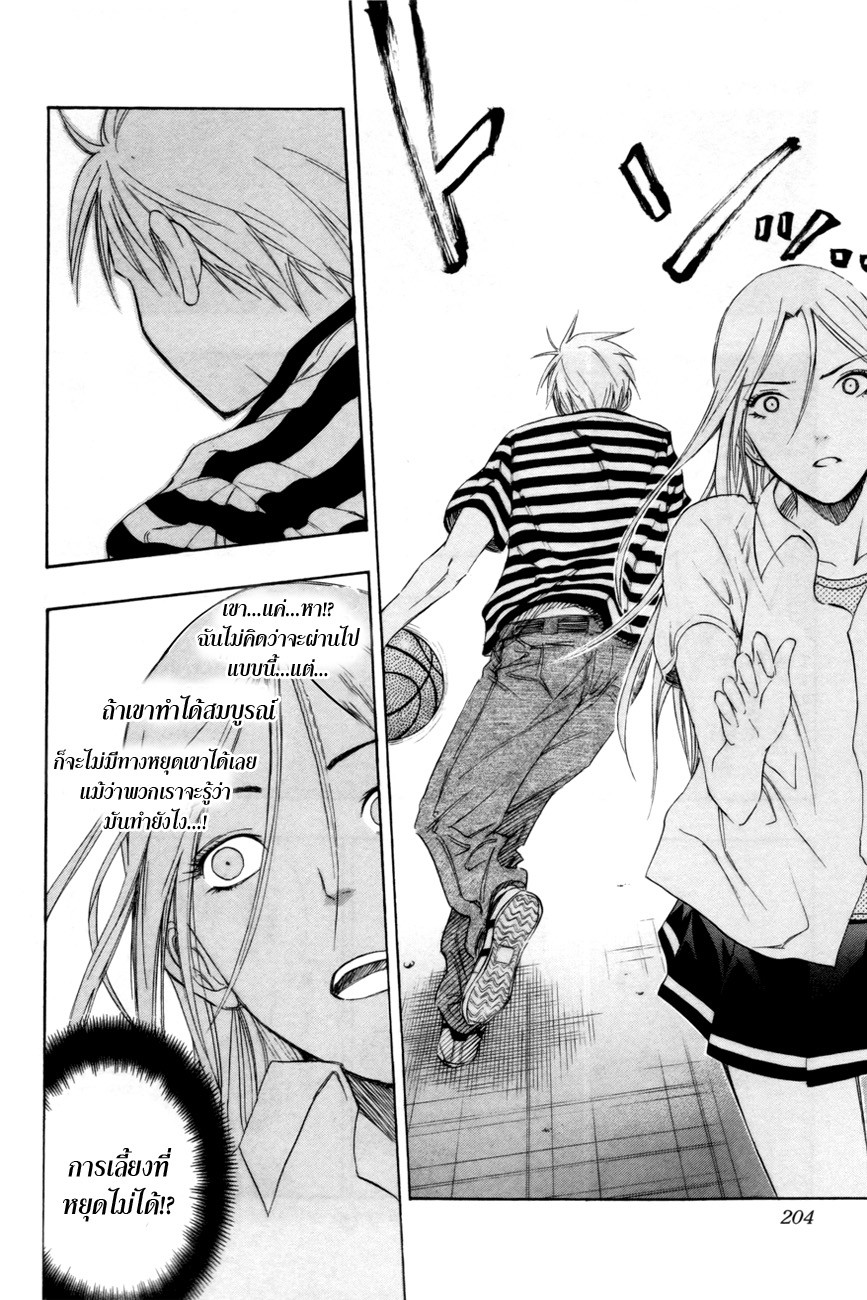 ドッ
ンッ
เขา...แค่...หา!?
ฉันไม่คิดว่าจะผ่านไป
แบบนี้...แต่...
ถ้าเขาทำได้สมบูรณ์
ก็จะไม่มีทางหยุดเขาได้เลย
แม้ว่าพวกเราจะรู้ว่า
มันทำยังไง...!
การเลี้ยงที่
หยุดไม่ได้!?
204